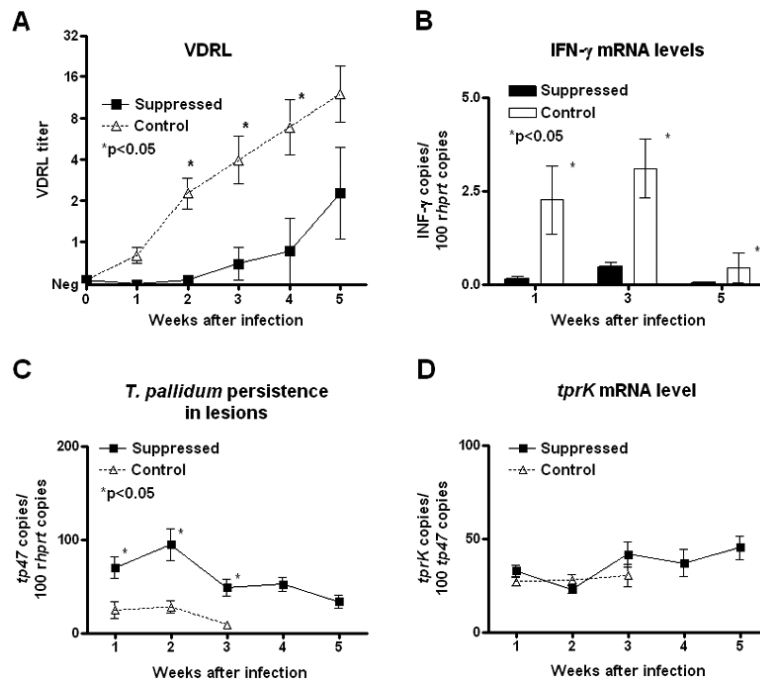 A
VDRL
32
16
8
4
2
1
Neg
VDRL titer
Suppressed
Control
*p<0.05
*
*
*
0 1 2 3 4 5
Weeks after infection
B
IFN-γ mRNA levels
Suppressed
Control
*p<0.05
5.0
2.5
0.0
INF-γ copies/
100 rhprt copies
*
*
*
1 3 5
Weeks after infection
C
T. pallidum persistence
in lesions
200
100
0
tp47 copies/
100 rhprt copies
Suppressed
Control
*p<0.05
*
*
*
1 2 3 4 5
Weeks after infection
D
tprK mRNA level
100
50
0
tprK copies/
100 tp47 copies
Suppressed
Control
1 2 3 4 5
Weeks after infection